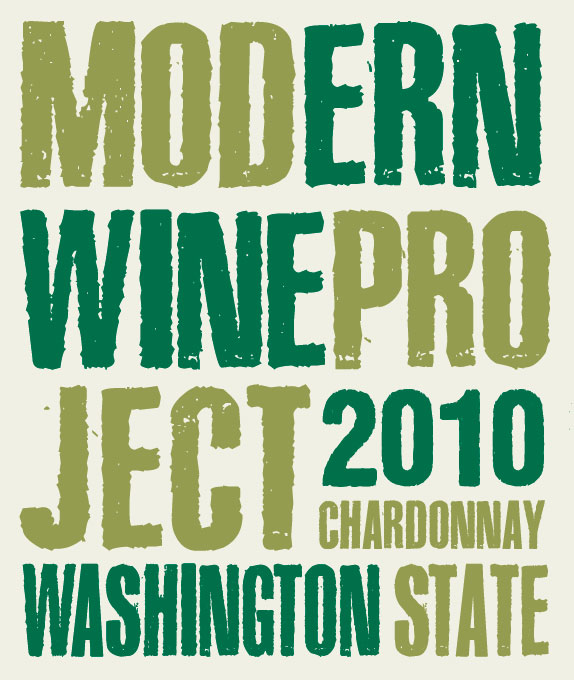 MODERN
WINEPRO
JECT 2010
CHARDONNAY
WASHINGTON STATE